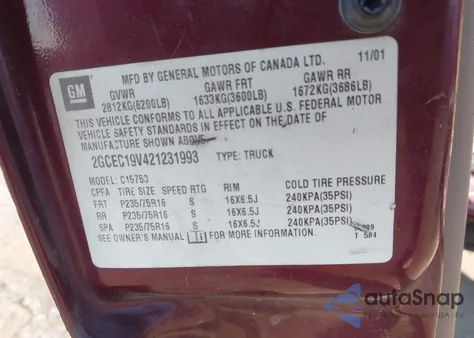 GM
MFD BY GENERAL MOTORS OF CANADA LTD. 11/01
GVWR GAWR FRT GAWR RR
2812KG(6200LB) 1633KG(3600LB) 1672KG(3686LB)
THIS VEHICLE CONFORMS TO ALL APPLICABLE U.S. FEDERAL MOTOR
VEHICLE SAFETY STANDARDS IN EFFECT ON THE DATE OF
MANUFACTURE SHOWN ABOVE.
2GCEC19V421231993 TYPE: TRUCK
MODEL: C15753
CPFA TIRE SIZE SPEED RTG RIM COLD TIRE PRESSURE
FRT P235/75R16 S 16X6.5J 240KPA(35PSI)
RR P235/75R16 S 16X6.5J 240KPA(35PSI)
SPA P235/75R16 S 16X6.5J 240KPA(35PSI)
SEE OWNER'S MANUAL FOR MORE INFORMATION.
T 584
autoSnap